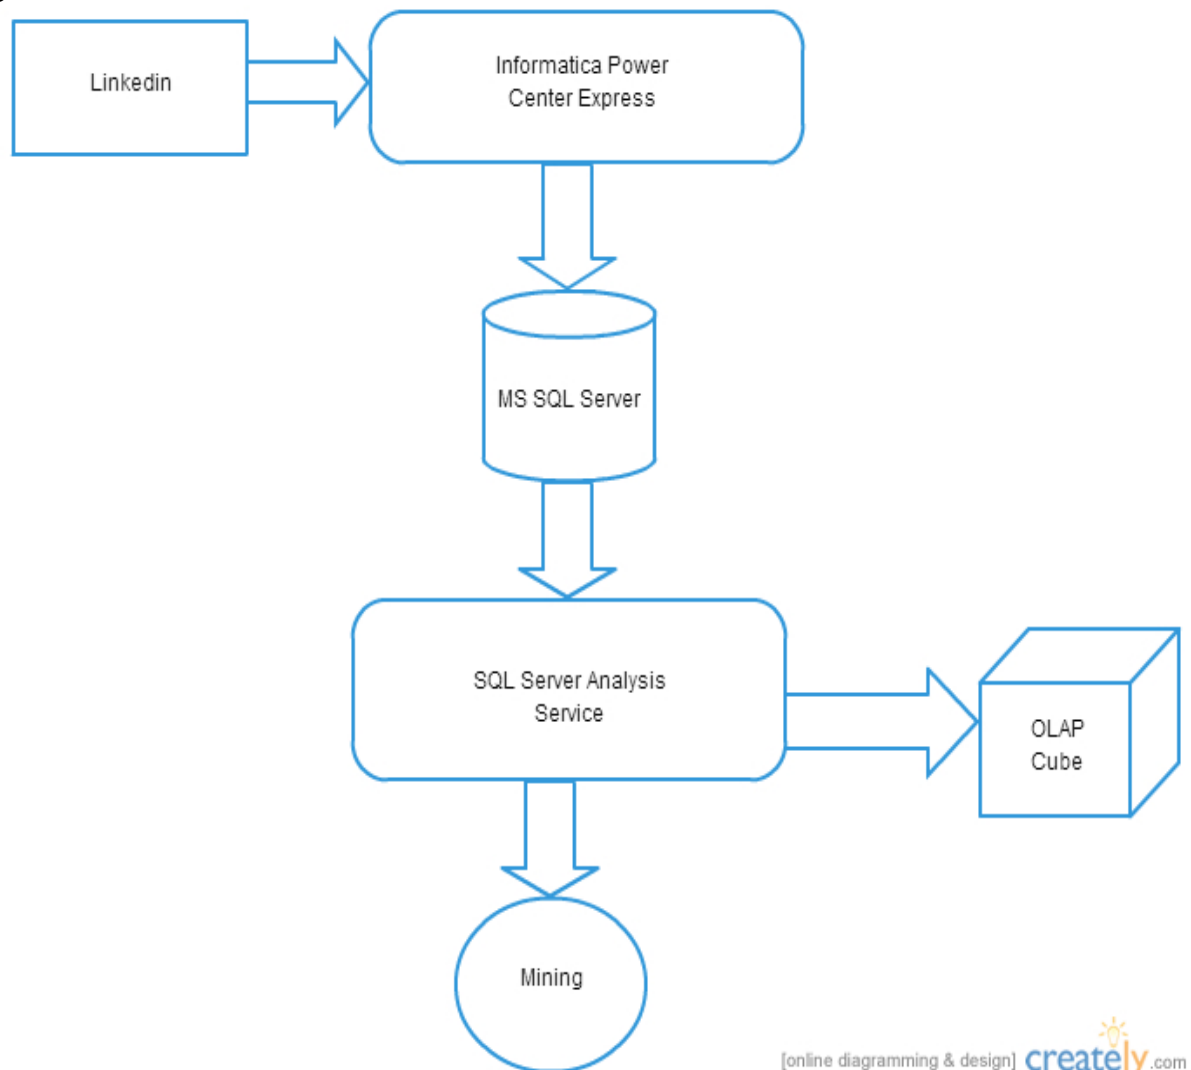 Linkedin
Informatica Power
Center Express
MS SQL Server
SQL Server Analysis
Service
OLAP
Cube
Mining
[online diagramming & design] creately.com